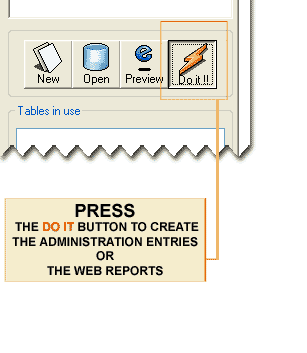 New Open Preview Do it !!
Tables in use
PRESS
THE DO IT BUTTON TO CREATE
THE ADMINISTRATION ENTRIES
OR
THE WEB REPORTS